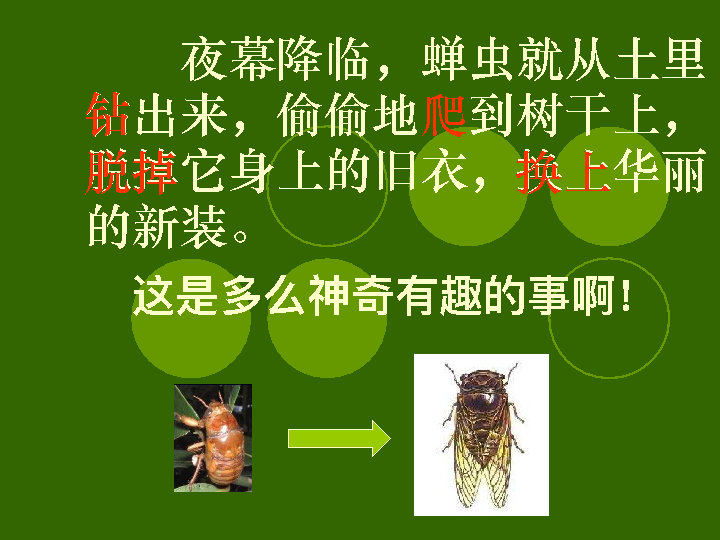 夜幕降临，蝉虫就从土里
钻出来，偷偷地爬到树干上，
脱掉它身上的旧衣，换上华丽
的新装。
这是多么神奇有趣的事啊！